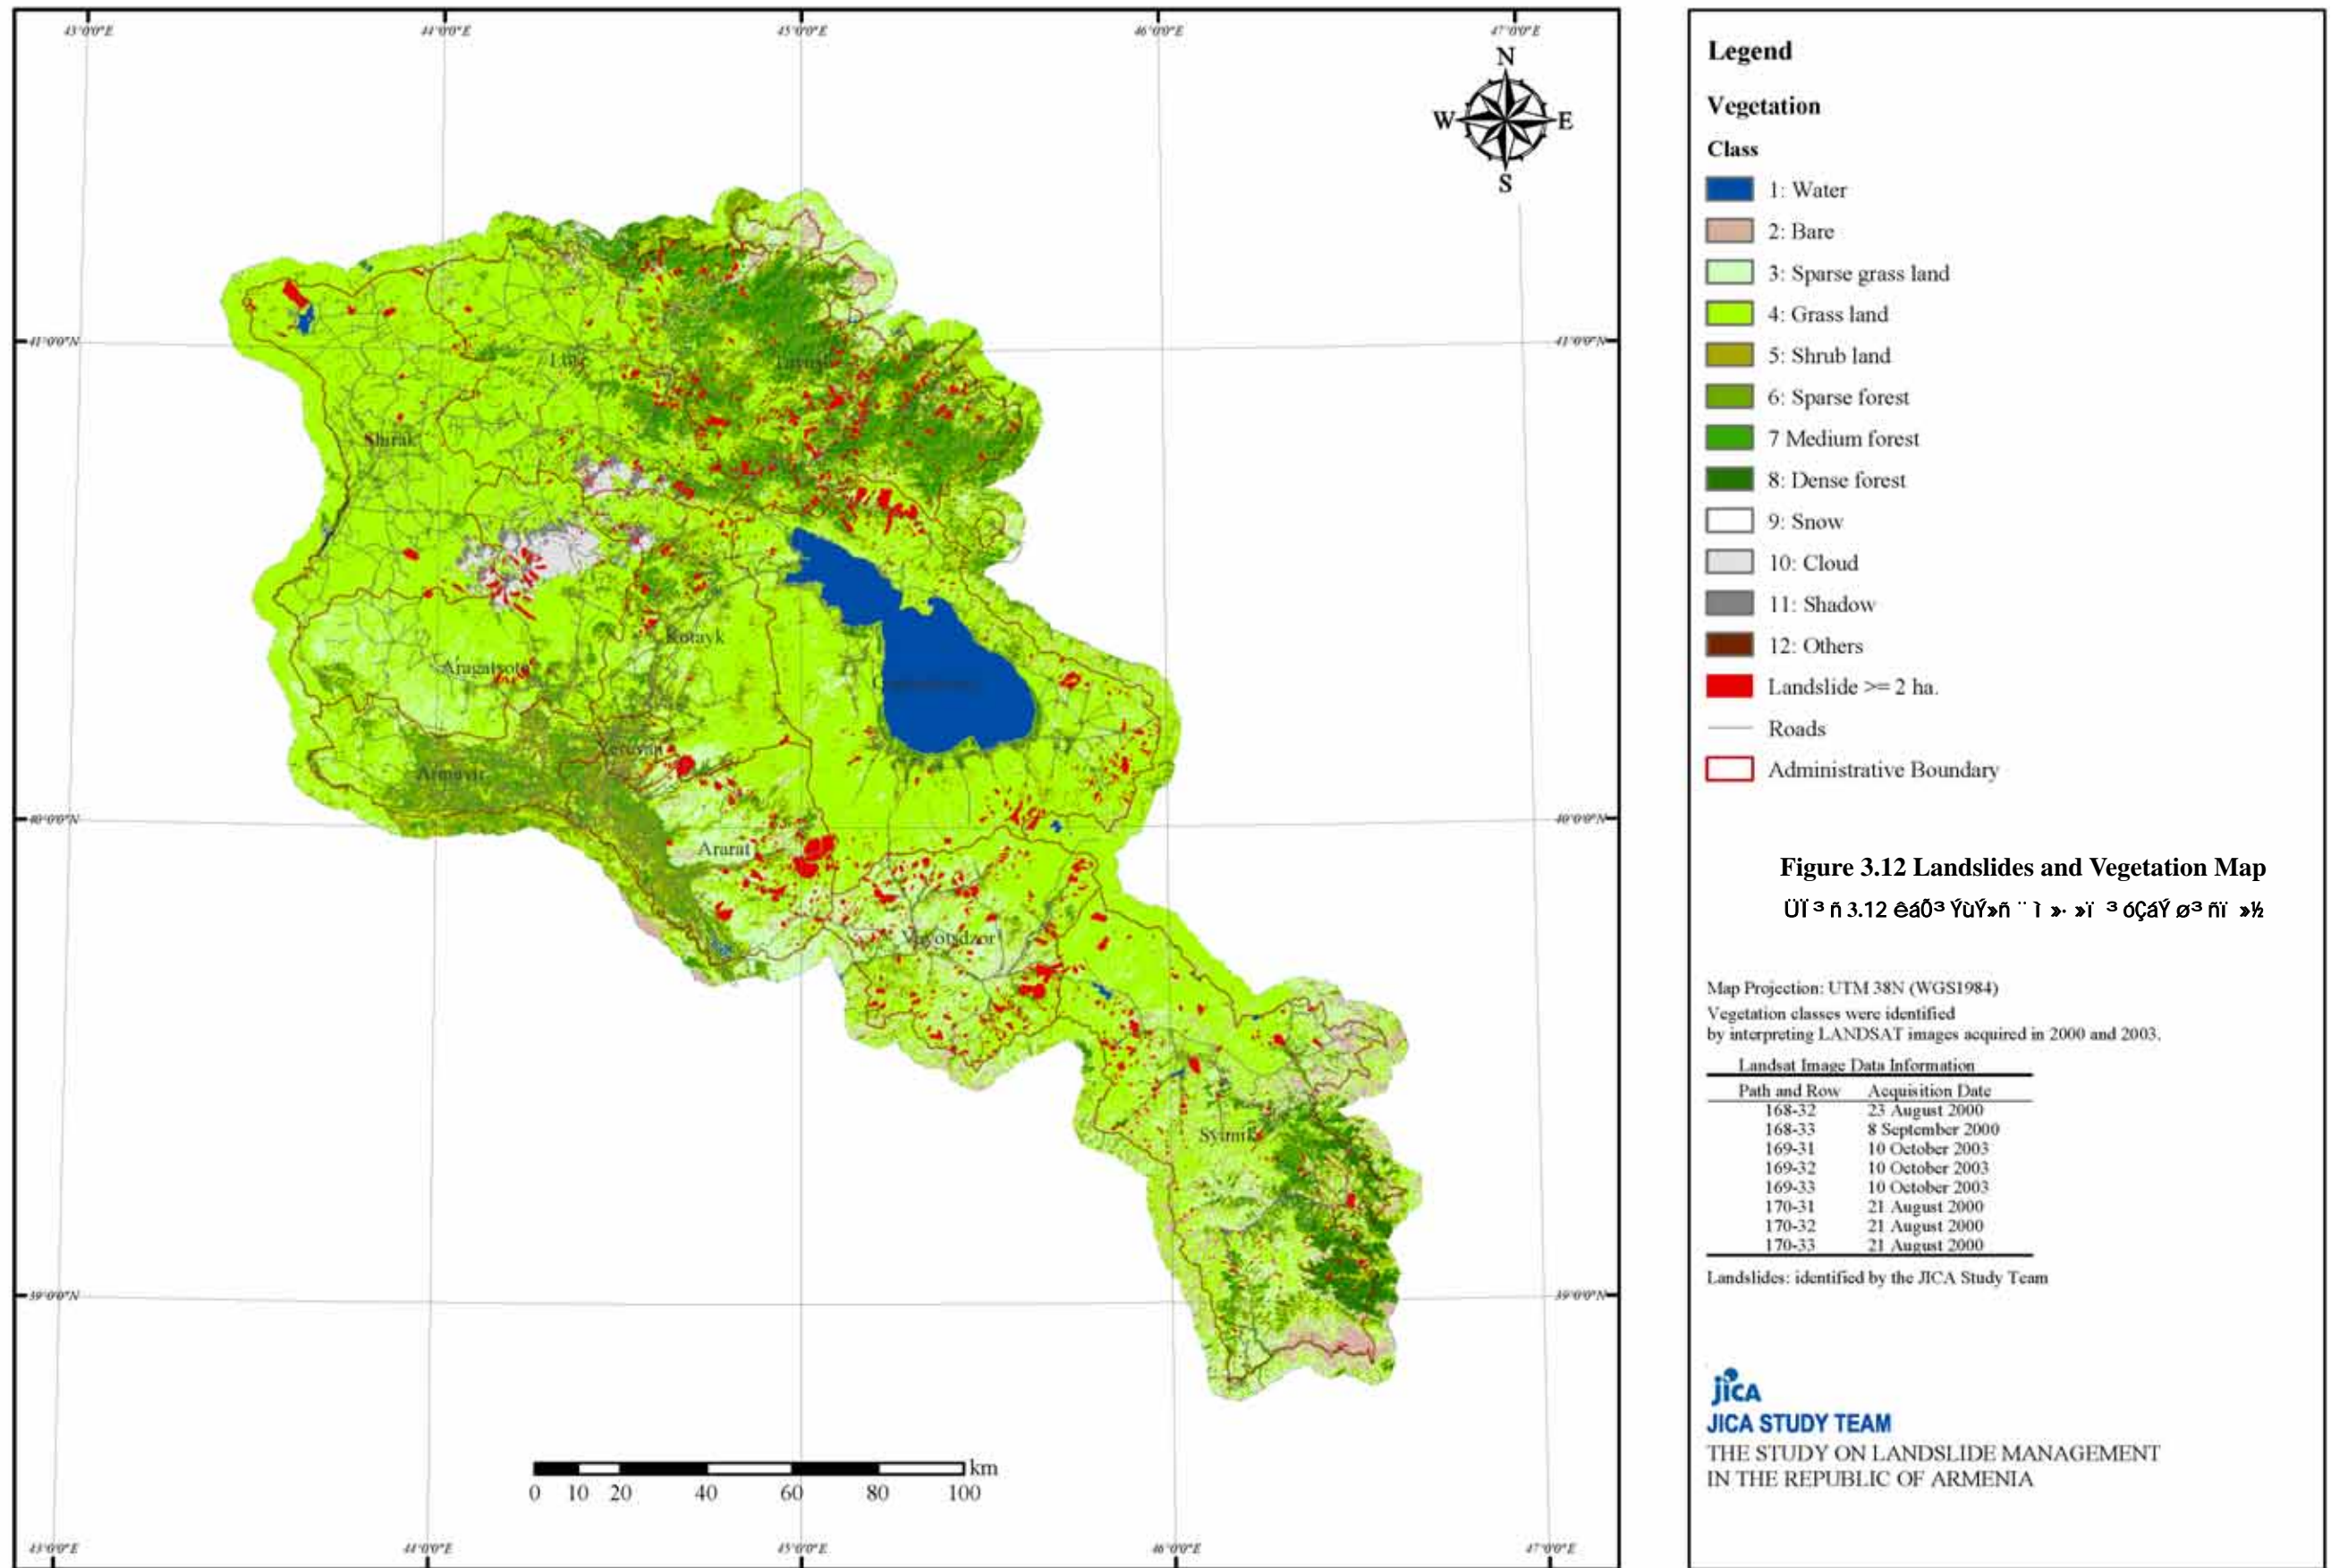 43°0'0"E 44°0'0"E 45°0'0"E 46°0'0"E 47°0'0"E
N
W E
S
41°0'0"N 41°0'0"N
Shirak
Kotayk
Aragatsotn
Yerevan
Armavir
40°0'0"N 40°0'0"N
Ararat
Vayotsdzor
Syunik
39°0'0"N 39°0'0"N
km
0 10 20 40 60 80 100
43°0'0"E 44°0'0"E 45°0'0"E 46°0'0"E 47°0'0"E
Legend
Vegetation
Class
1: Water
2: Bare
3: Sparse grass land
4: Grass land
5: Shrub land
6: Sparse forest
7 Medium forest
8: Dense forest
9: Snow
10: Cloud
11: Shadow
12: Others
Landslide >= 2 ha.
Roads
Administrative Boundary
Figure 3.12 Landslides and Vegetation Map
ÜÏ³ñ 3.12 êáÕ³ÝùÝ»ñ ¨ ì»·»ï³óÇáÝ ø³ñï»½
Map Projection: UTM 38N (WGS1984)
Vegetation classes were identified
by interpreting LANDSAT images acquired in 2000 and 2003.
Landsat Image Data Information
Path and Row Acquisition Date
168-32 23 August 2000
168-33 8 September 2000
169-31 10 October 2003
169-32 10 October 2003
169-33 10 October 2003
170-31 21 August 2000
170-32 21 August 2000
170-33 21 August 2000
Landslides: identified by the JICA Study Team
jica
JICA STUDY TEAM
THE STUDY ON LANDSLIDE MANAGEMENT
IN THE REPUBLIC OF ARMENIA